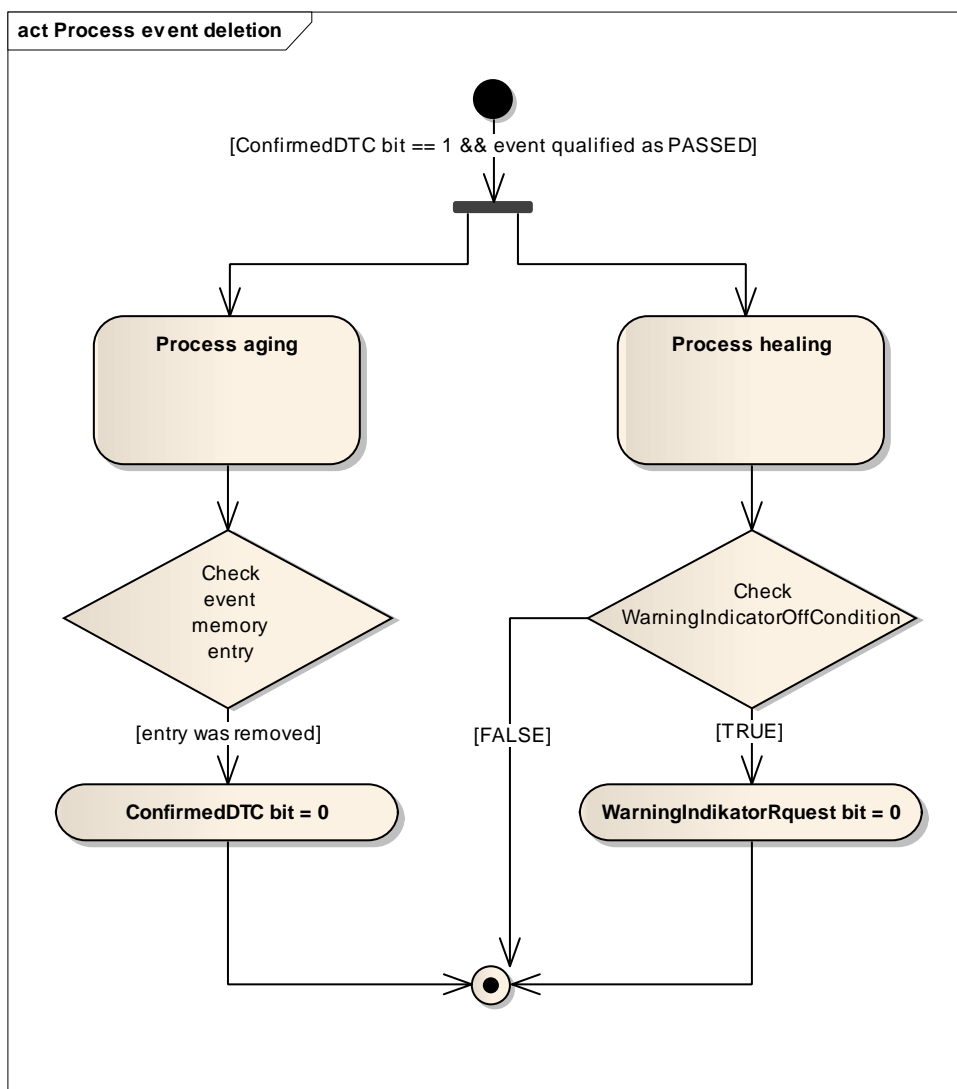 act Process event deletion
[ConfirmedDTC bit == 1 && event qualified as PASSED]
Process aging
Process healing
Check
event
memory
entry
Check
WarningIndicatorOffCondition
[entry was removed]
[FALSE]
[TRUE]
ConfirmedDTC bit = 0
WarningIndikatorRquest bit = 0